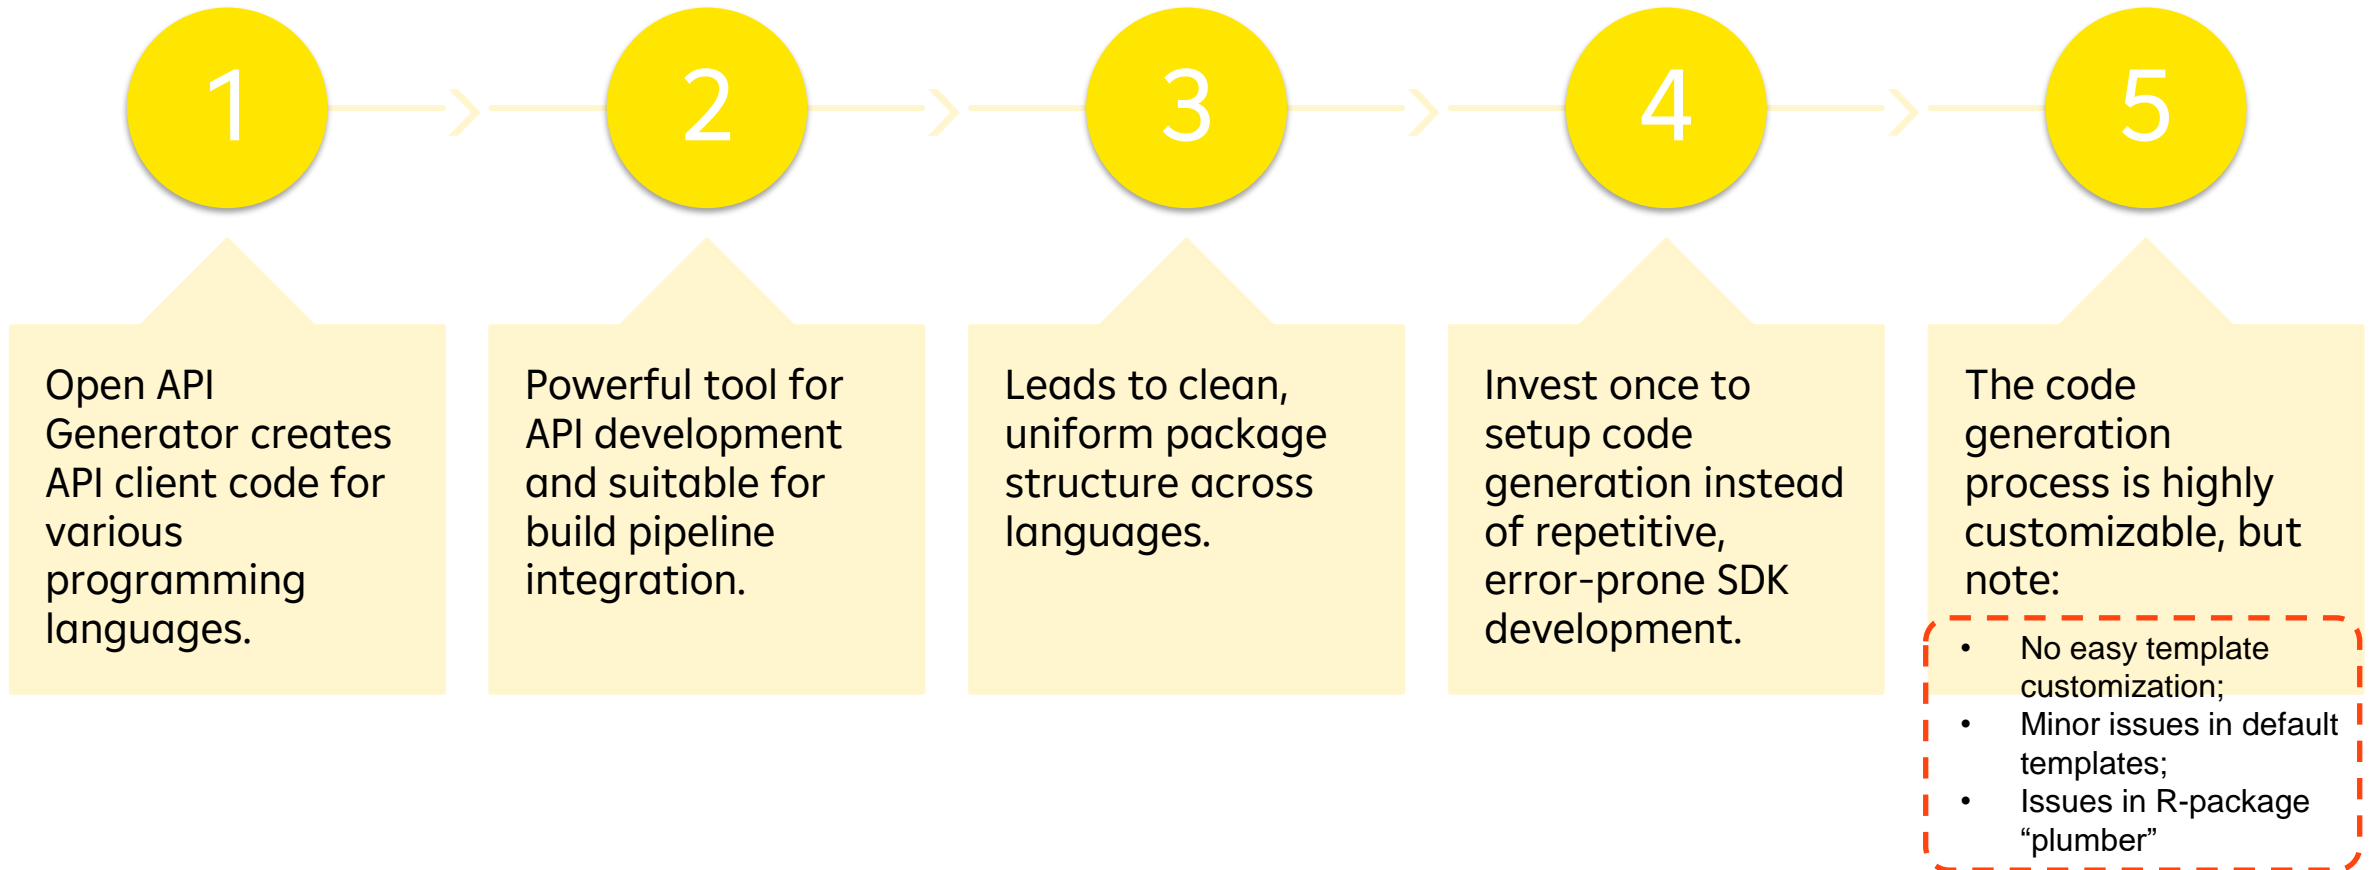 1
2
3
4
5
Open API
Generator creates
API client code for
various
programming
languages.
Powerful tool for
API development
and suitable for
build pipeline
integration.
Leads to clean,
uniform package
structure across
languages.
Invest once to
setup code
generation instead
of repetitive,
error-prone SDK
development.
The code
generation
process is highly
customizable, but
note:
• No easy template
customization;
• Minor issues in default
templates;
• Issues in R-package
“plumber”